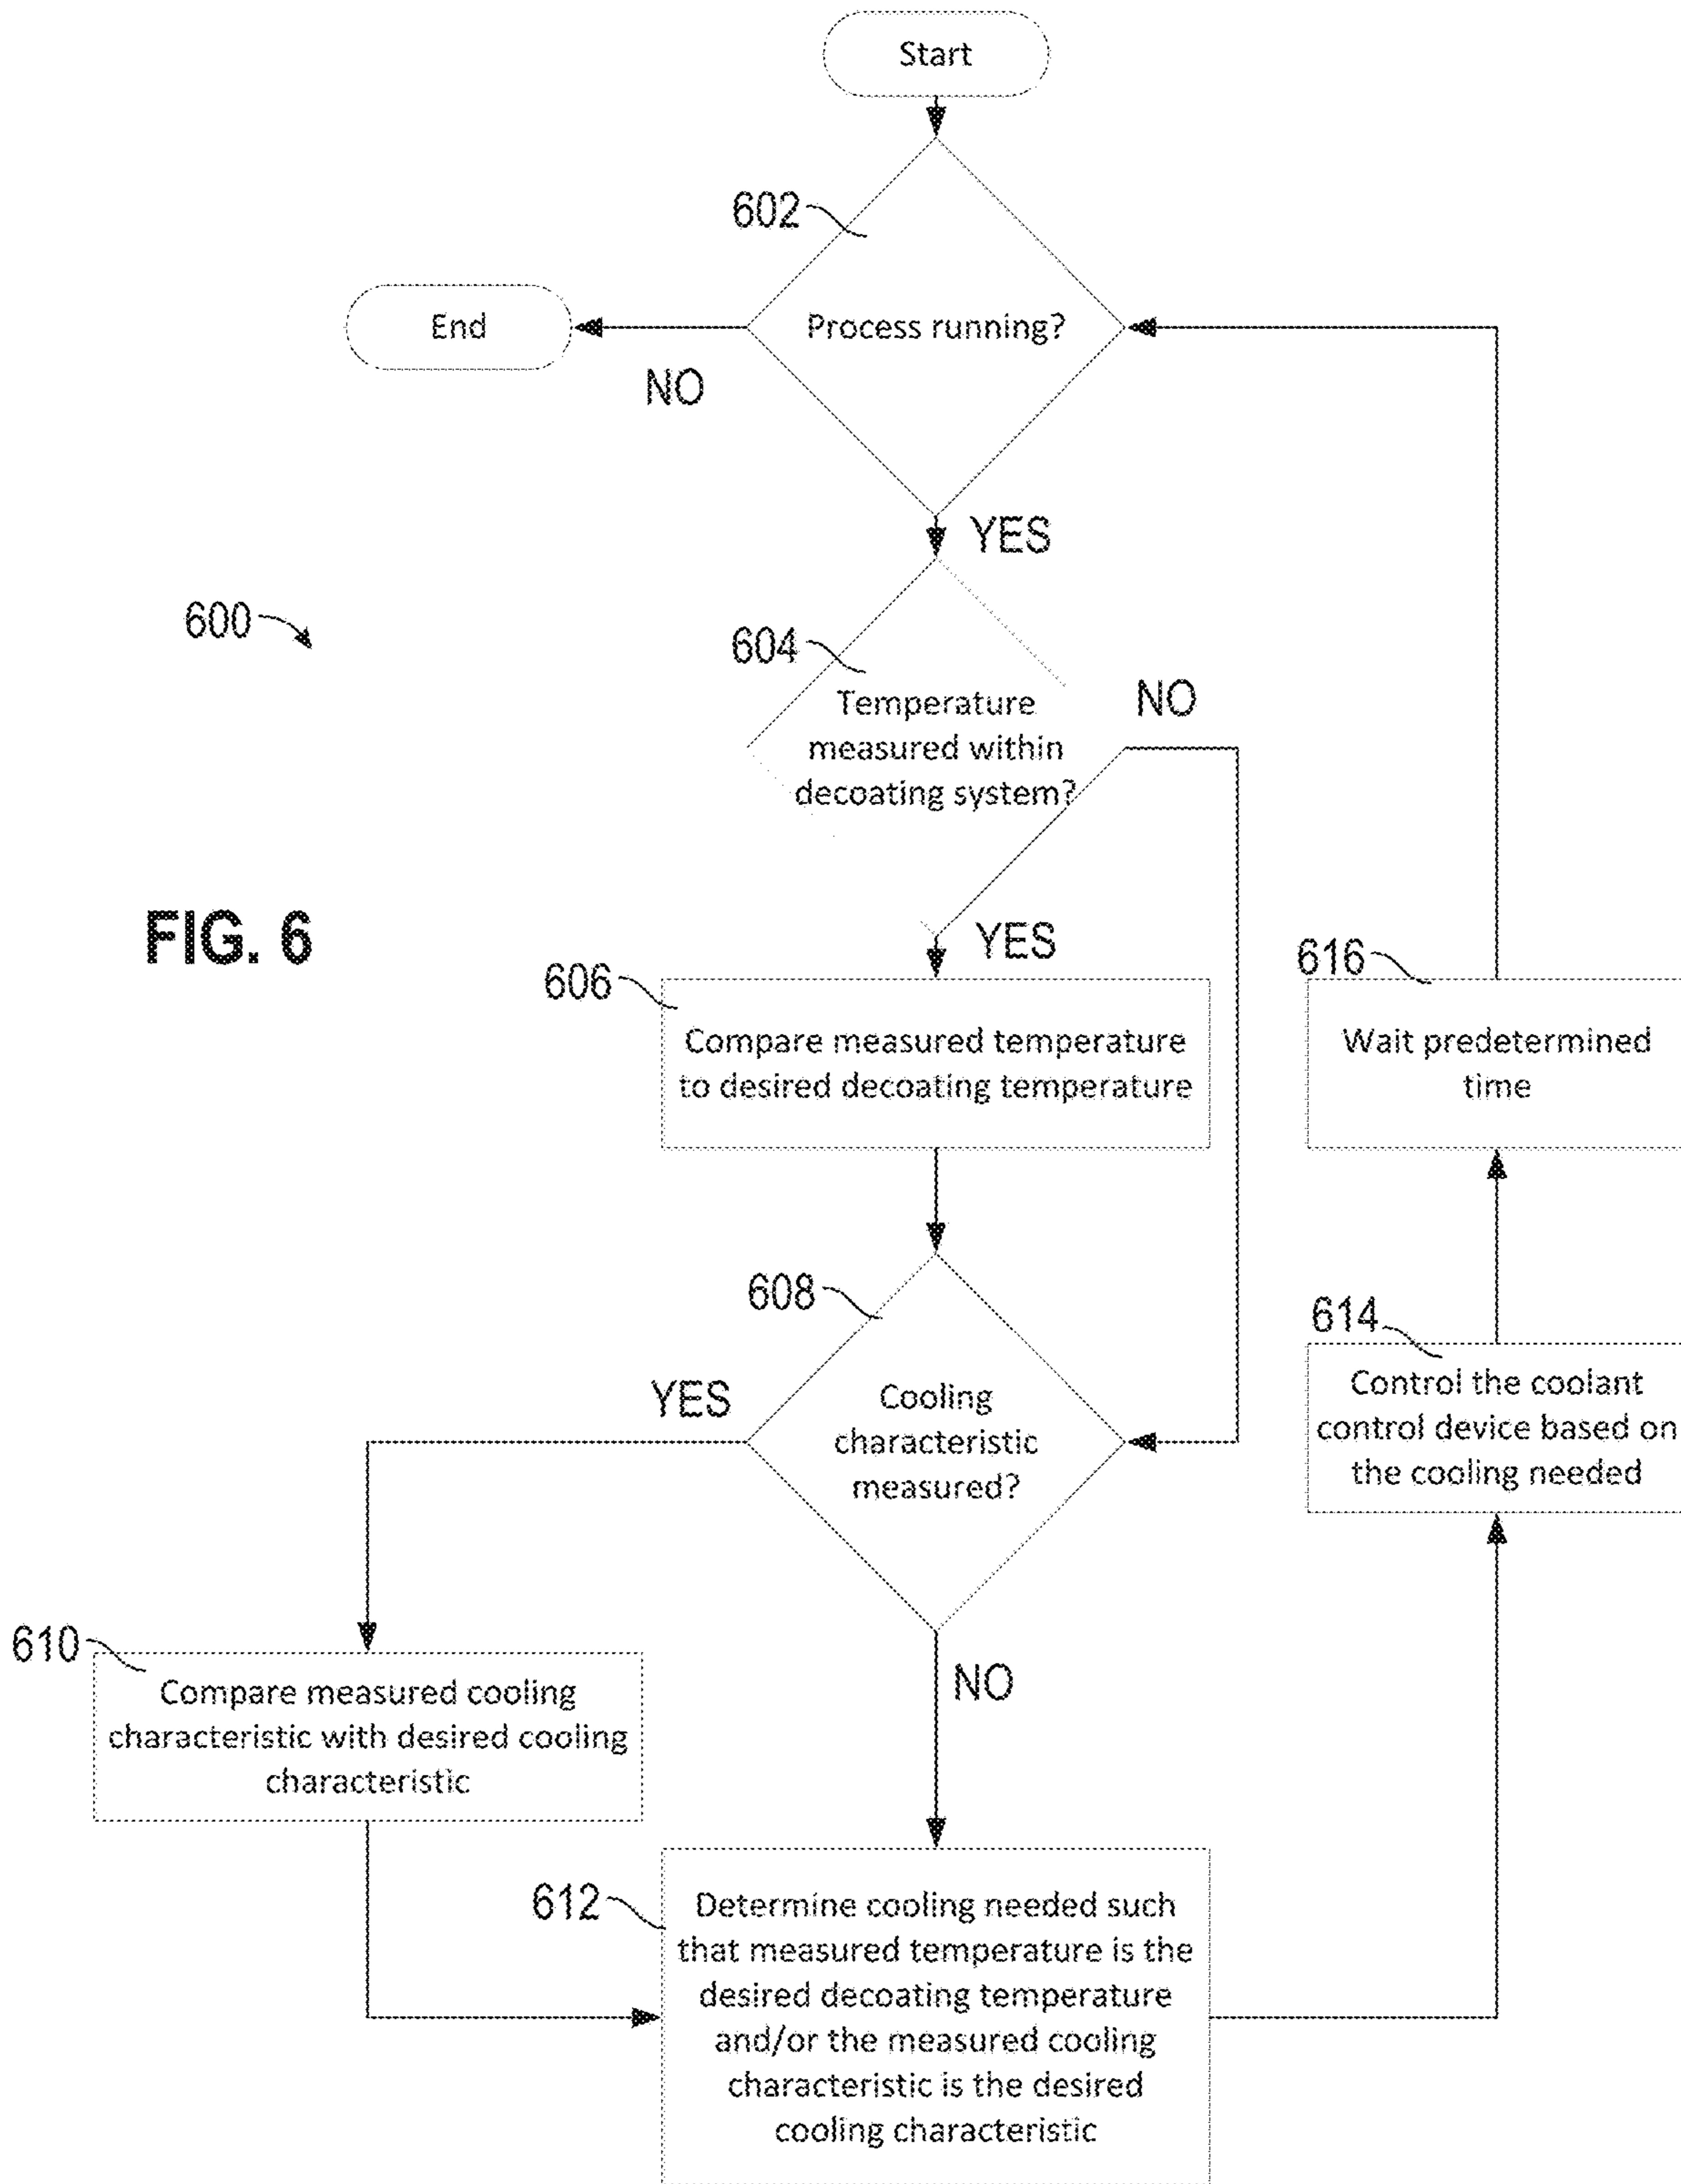 Start
602
Process running?
End
NO
YES
600
604
Temperature
measured within
decoating system?
NO
YES
FIG. 6
606
Compare measured temperature
to desired decoating temperature
616
Wait predetermined
time
608
Cooling
characteristic
measured?
YES
NO
614
Control the coolant
control device based on
the cooling needed
610
Compare measured cooling
characteristic with desired cooling
characteristic
612
Determine cooling needed such
that measured temperature is the
desired decoating temperature
and/or the measured cooling
characteristic is the desired
cooling characteristic